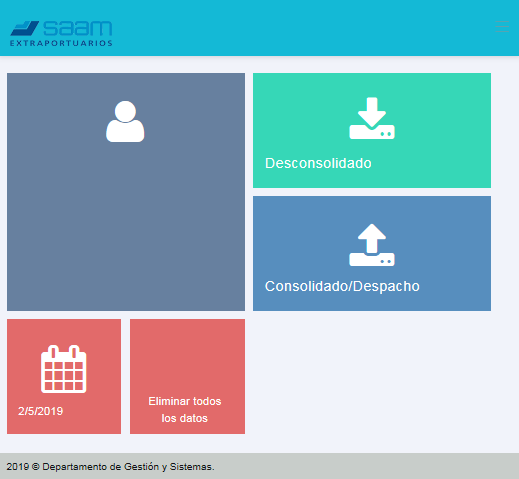 saam
EXTRAPORTUARIOS
Desconsolidado
Consolidado/Despacho
2/5/2019
Eliminar todos
los datos
2019 © Departamento de Gestión y Sistemas.